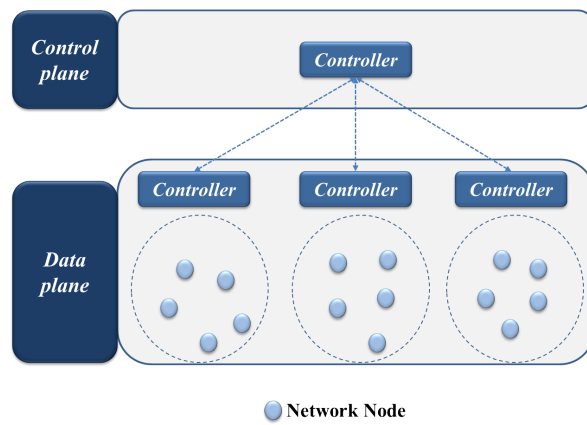 Control
plane
Controller
Controller
Controller
Controller
Data
plane
Network Node